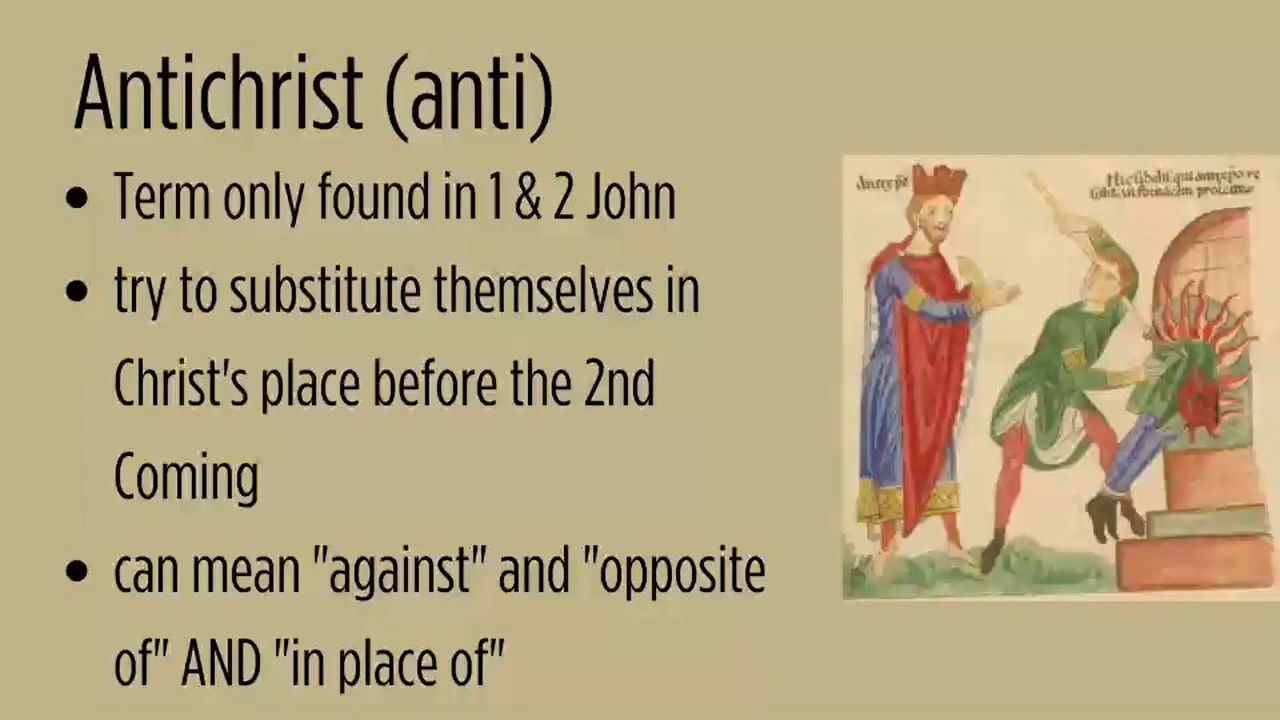 Antichrist (anti)
• Term only found in 1 & 2 John
• try to substitute themselves in
Christ's place before the 2nd
Coming
• can mean "against" and "opposite
of" AND "in place of"